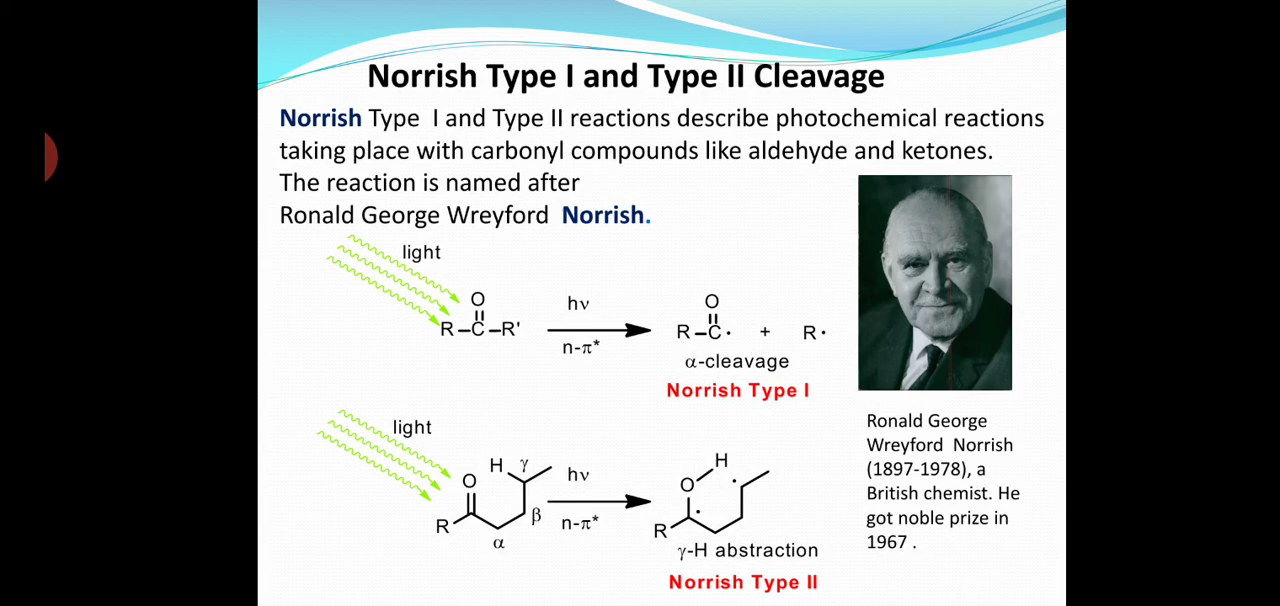 Norrish Type I and Type II Cleavage
Norrish Type I and Type II reactions describe photochemical reactions
taking place with carbonyl compounds like aldehyde and ketones.
The reaction is named after
Ronald George Wreyford Norrish.
light
O
hν
O
R–C–R'
R–C· + R·
n-π*
α-cleavage
Norrish Type I
light
H γ
hν
H
O
O
β
n-π*
R
R
α
γ-H abstraction
Norrish Type II
Ronald George
Wreyford Norrish
(1897-1978), a
British chemist. He
got noble prize in
1967 .